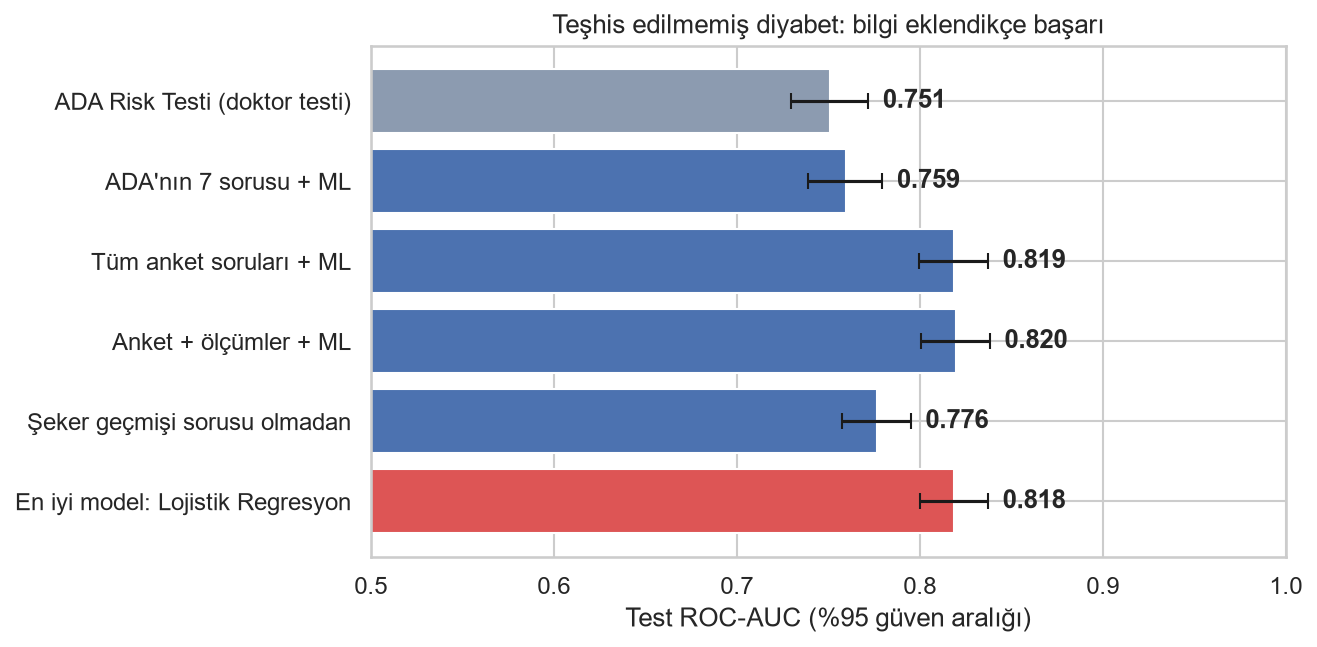 Teşhis edilmemiş diyabet: bilgi eklendikçe başarı
ADA Risk Testi (doktor testi)
0.751
ADA'nın 7 sorusu + ML
0.759
Tüm anket soruları + ML
0.819
Anket + ölçümler + ML
0.820
Şeker geçmişi sorusu olmadan
0.776
En iyi model: Lojistik Regresyon
0.818
0.5 0.6 0.7 0.8 0.9 1.0
Test ROC-AUC (%95 güven aralığı)